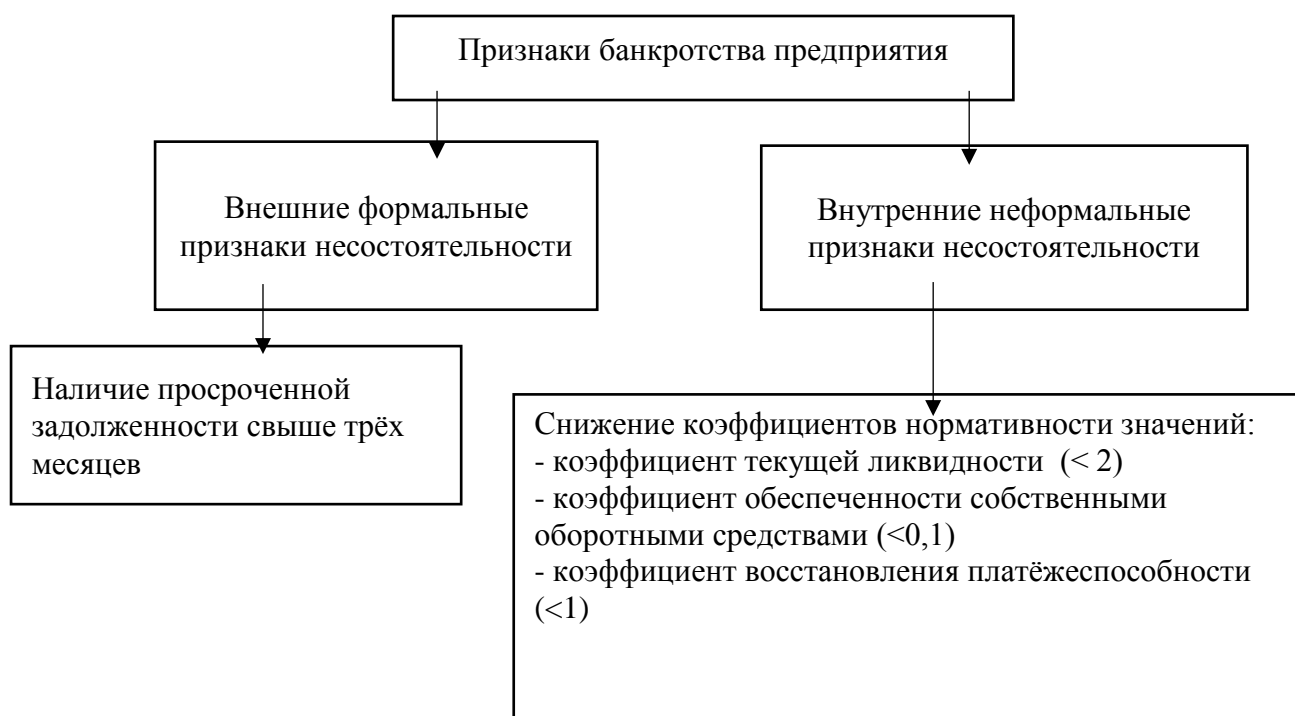 Признаки банкротства предприятия
Внешние формальные
признаки несостоятельности
Внутренние неформальные
признаки несостоятельности
Наличие просроченной
задолженности свыше трёх
месяцев
Снижение коэффициентов нормативности значений:
- коэффициент текущей ликвидности (< 2)
- коэффициент обеспеченности собственными
оборотными средствами (<0,1)
- коэффициент восстановления платёжеспособности
(<1)